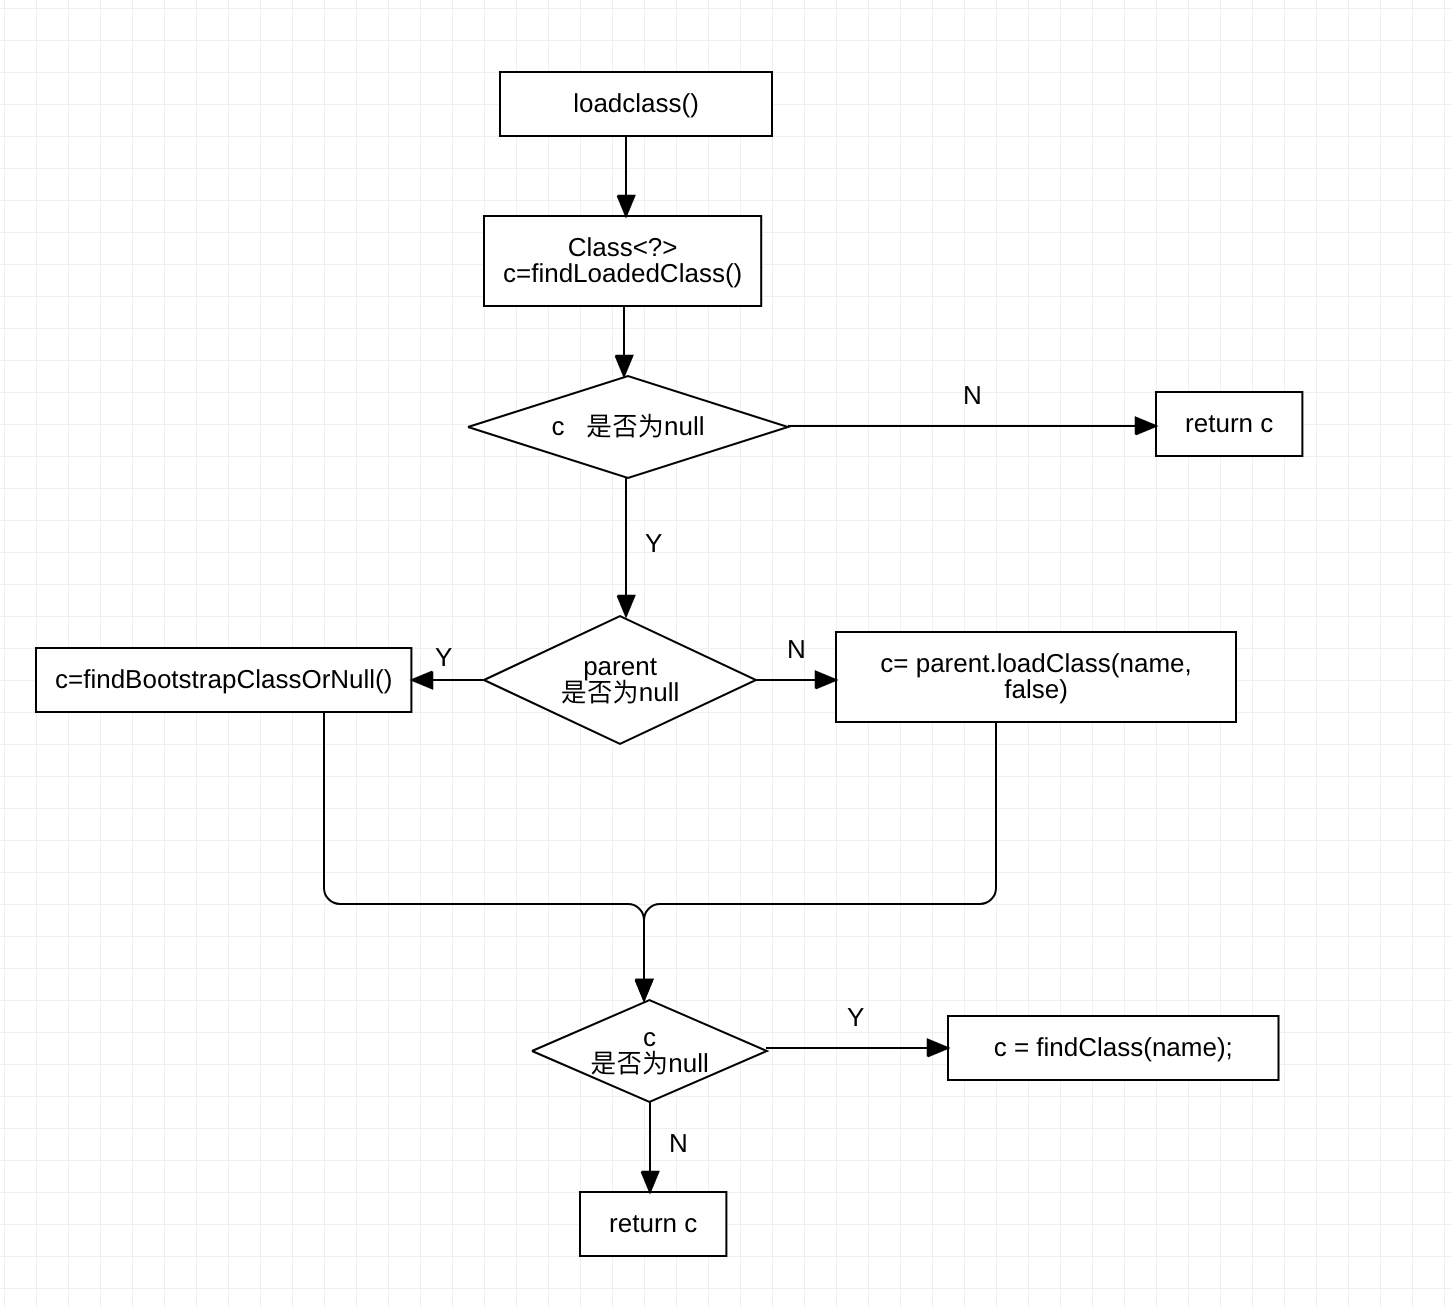 loadclass()
Class<?>
c=findLoadedClass()
N
c 是否为null
return c
Y
Y
N
c=findBootstrapClassOrNull()
parent
是否为null
c= parent.loadClass(name,
false)
Y
c
是否为null
c = findClass(name);
N
return c